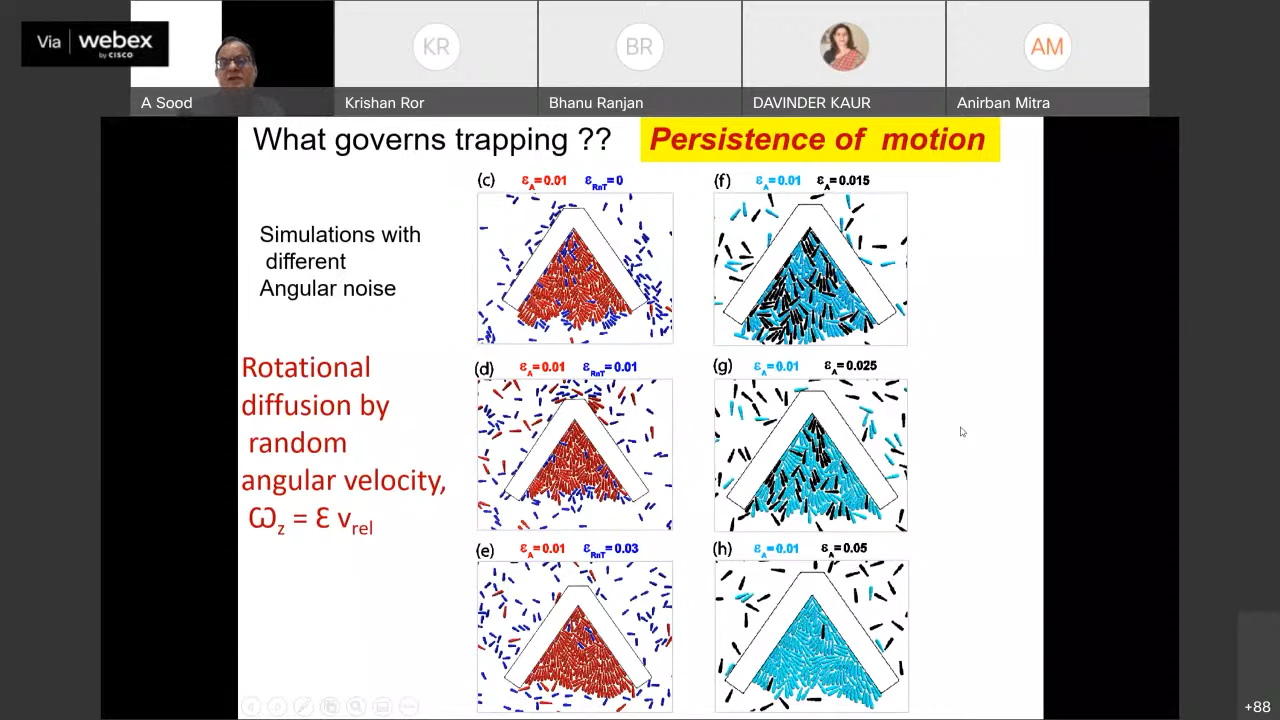 Via webex
by CISCO
KR
BR
AM
A Sood
Krishan Ror
Bhanu Ranjan
DAVINDER KAUR
Anirban Mitra
What governs trapping ??
Persistence of motion
Simulations with
different
Angular noise
Rotational
diffusion by
random
angular velocity,
ωz = ε vrel
(c) εA=0.01 εRnT=0
(f) εA=0.01 εA=0.015
(d) εA=0.01 εRnT=0.01
(g) εA=0.01 εA=0.025
(e) εA=0.01 εRnT=0.03
(h) εA=0.01 εA=0.05
+88